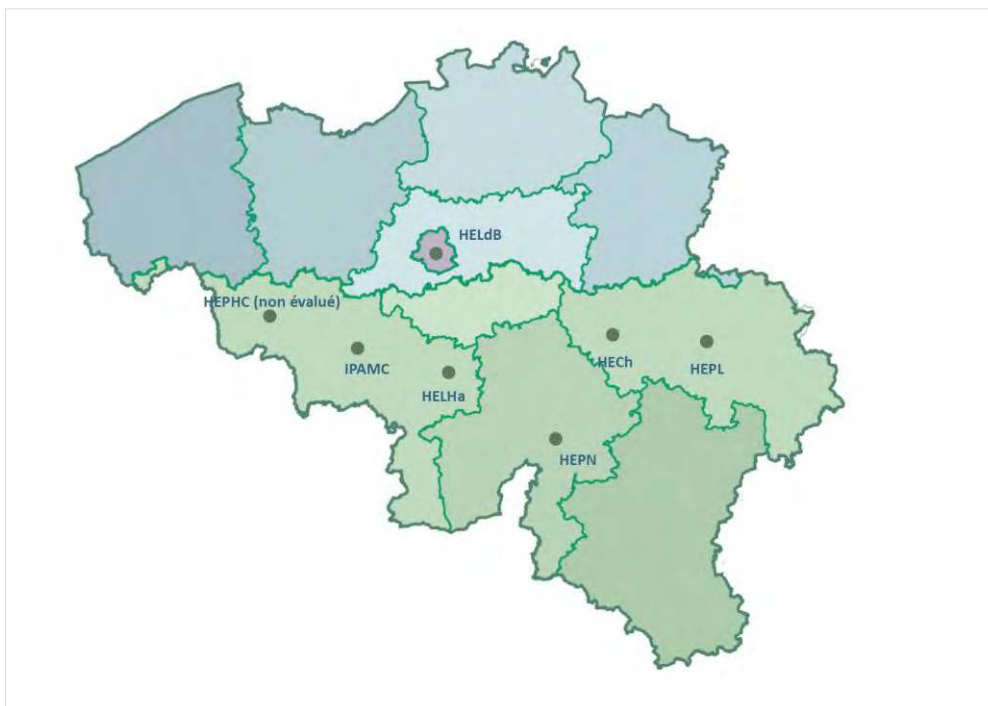 HELdB
HEPHC (non évalué)
IPAMC
HELHa
HECh
HEPL
HEPN